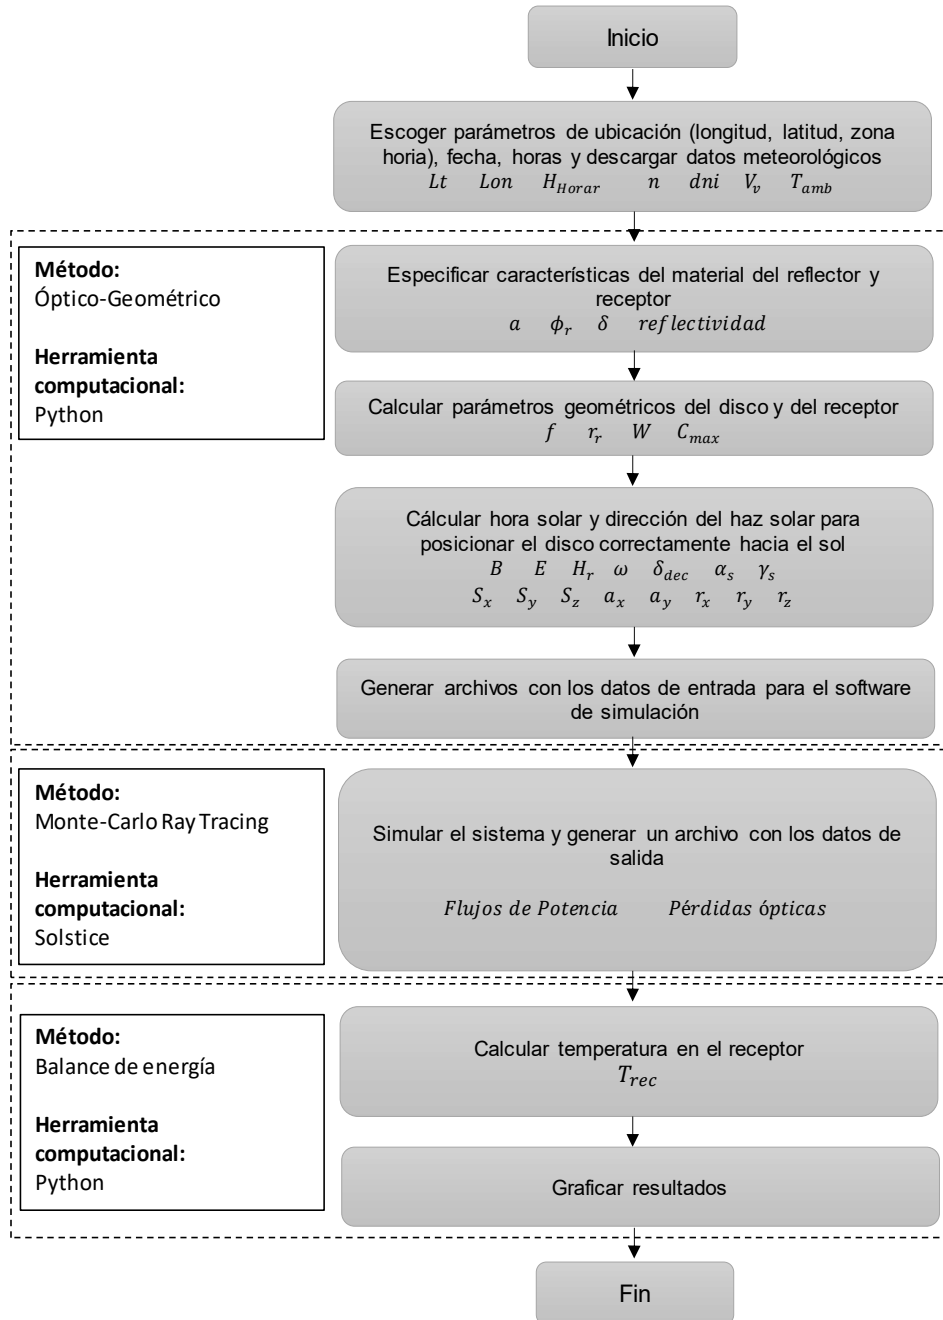 Inicio
Escoger parámetros de ubicación (longitud, latitud, zona
horia), fecha, horas y descargar datos meteorológicos
Lt Lon H_Horar n dni V_v T_amb
Método:
Óptico-Geométrico
Herramienta
computacional:
Python
Especificar características del material del reflector y
receptor
a ϕ_r δ reflectividad
Calcular parámetros geométricos del disco y del receptor
f r_r W C_max
Cálcular hora solar y dirección del haz solar para
posicionar el disco correctamente hacia el sol
B E H_r ω δ_dec α_s γ_s
S_x S_y S_z a_x a_y r_x r_y r_z
Generar archivos con los datos de entrada para el software
de simulación
Método:
Monte-Carlo Ray Tracing
Herramienta
computacional:
Solstice
Simular el sistema y generar un archivo con los datos de
salida
Flujos de Potencia Pérdidas ópticas
Método:
Balance de energía
Herramienta
computacional:
Python
Calcular temperatura en el receptor
T_rec
Graficar resultados
Fin